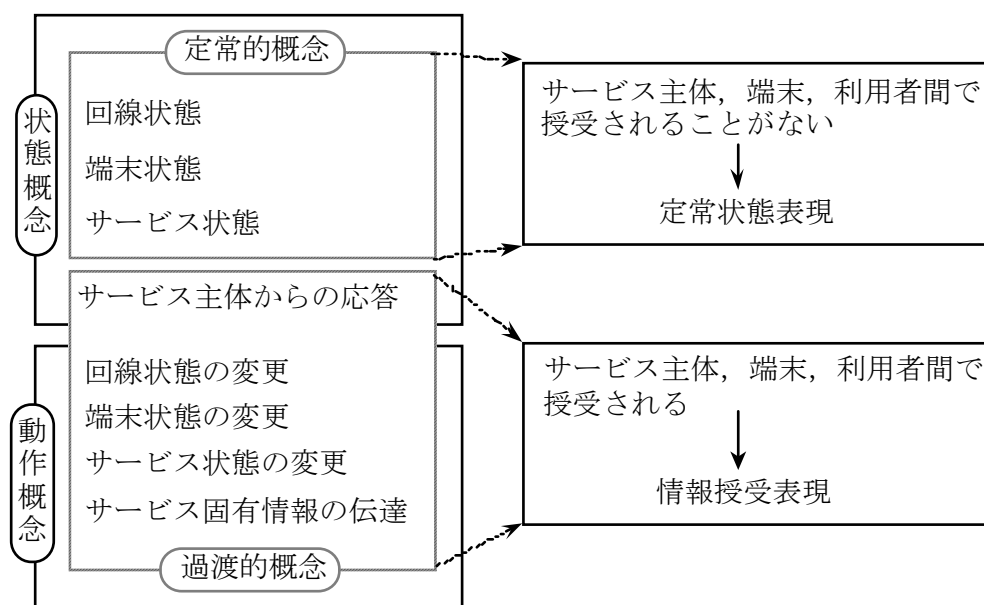 定常的概念
状態概念
回線状態
端末状態
サービス状態
サービス主体からの応答
動作概念
回線状態の変更
端末状態の変更
サービス状態の変更
サービス固有情報の伝達
過渡的概念
サービス主体，端末，利用者間で
授受されることがない
定常状態表現
サービス主体，端末，利用者間で
授受される
情報授受表現